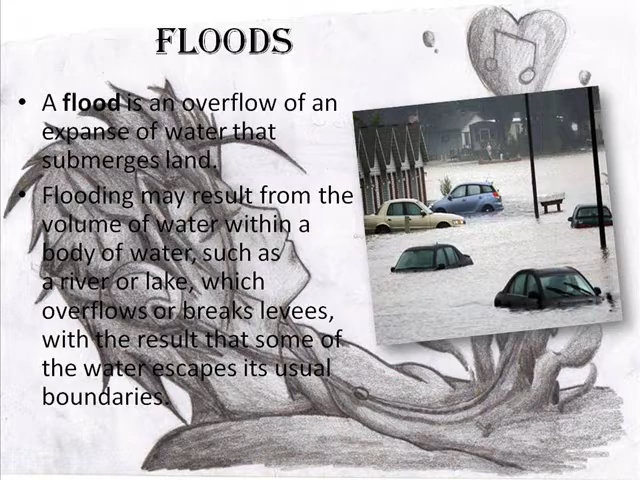 FLOODS
• A flood is an overflow of an
expanse of water that
submerges land.
• Flooding may result from the
volume of water within a
body of water, such as
a river or lake, which
overflows or breaks levees,
with the result that some of
the water escapes its usual
boundaries.